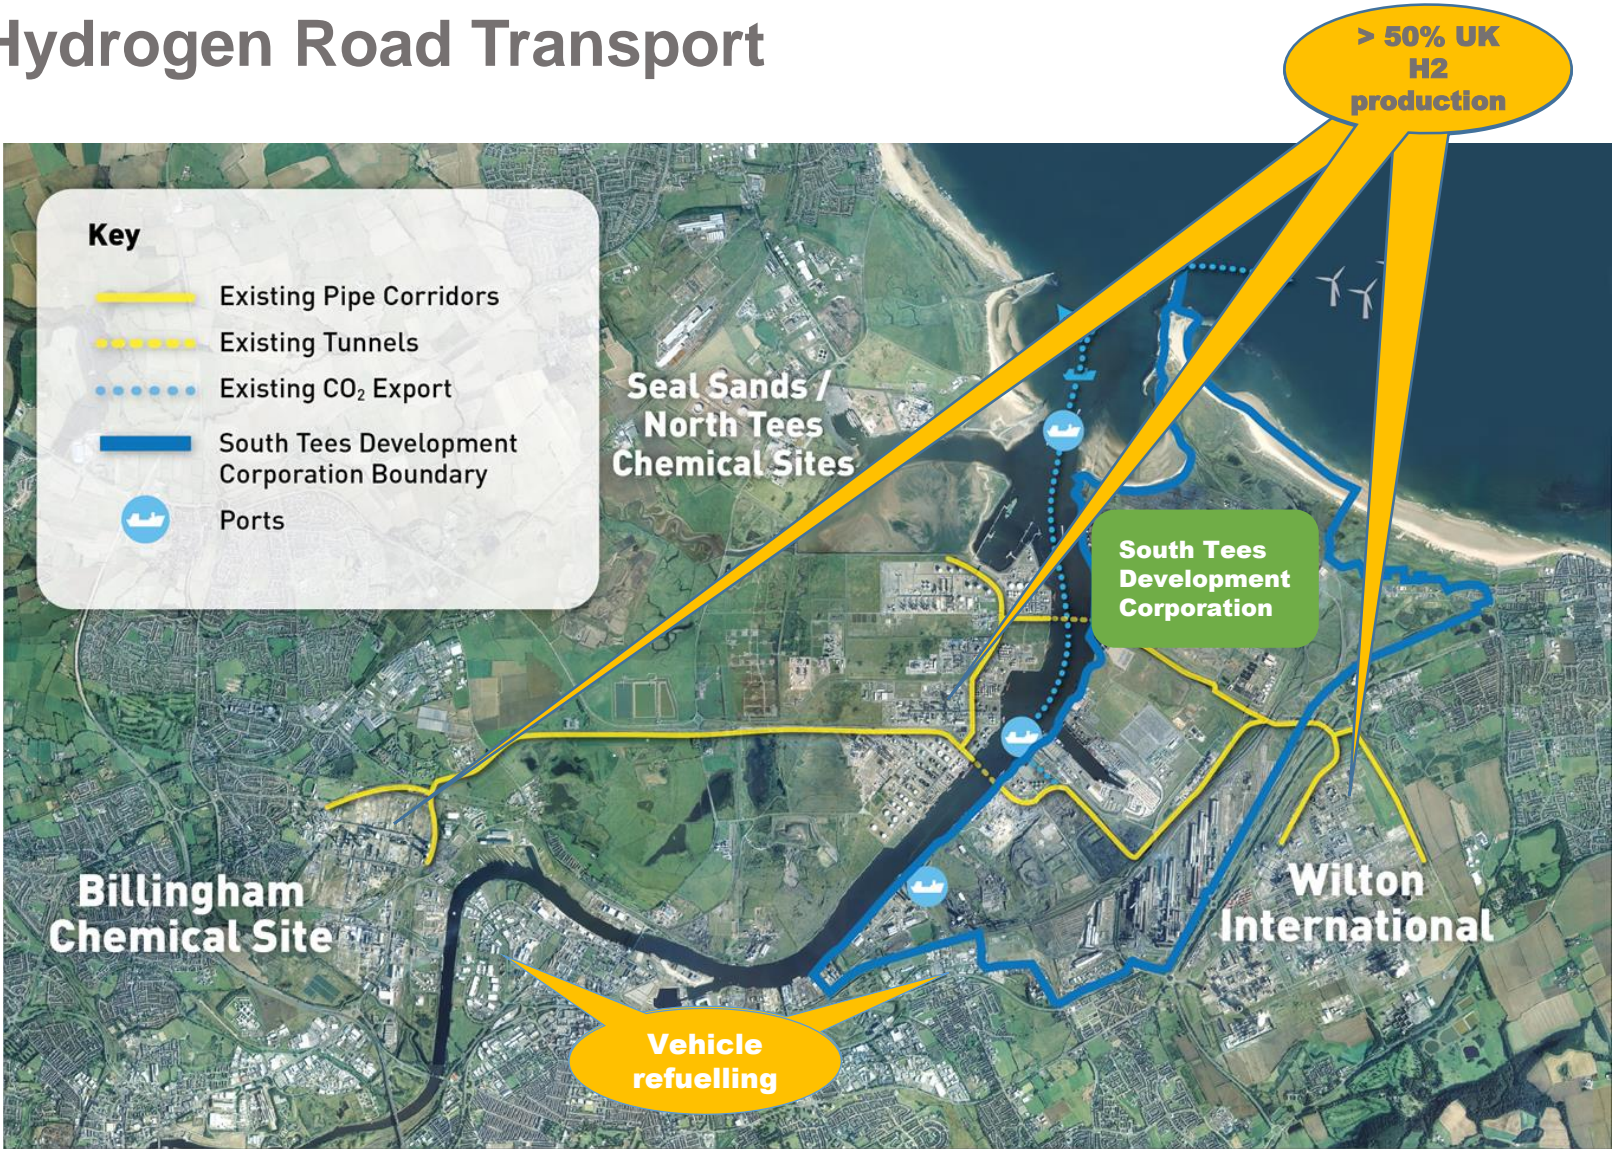 Hydrogen Road Transport
> 50% UK
H2
production
Key
Existing Pipe Corridors
Existing Tunnels
Existing CO₂ Export
South Tees Development
Corporation Boundary
Ports
Seal Sands /
North Tees
Chemical Sites
South Tees
Development
Corporation
Billingham
Chemical Site
Wilton
International
Vehicle
refuelling